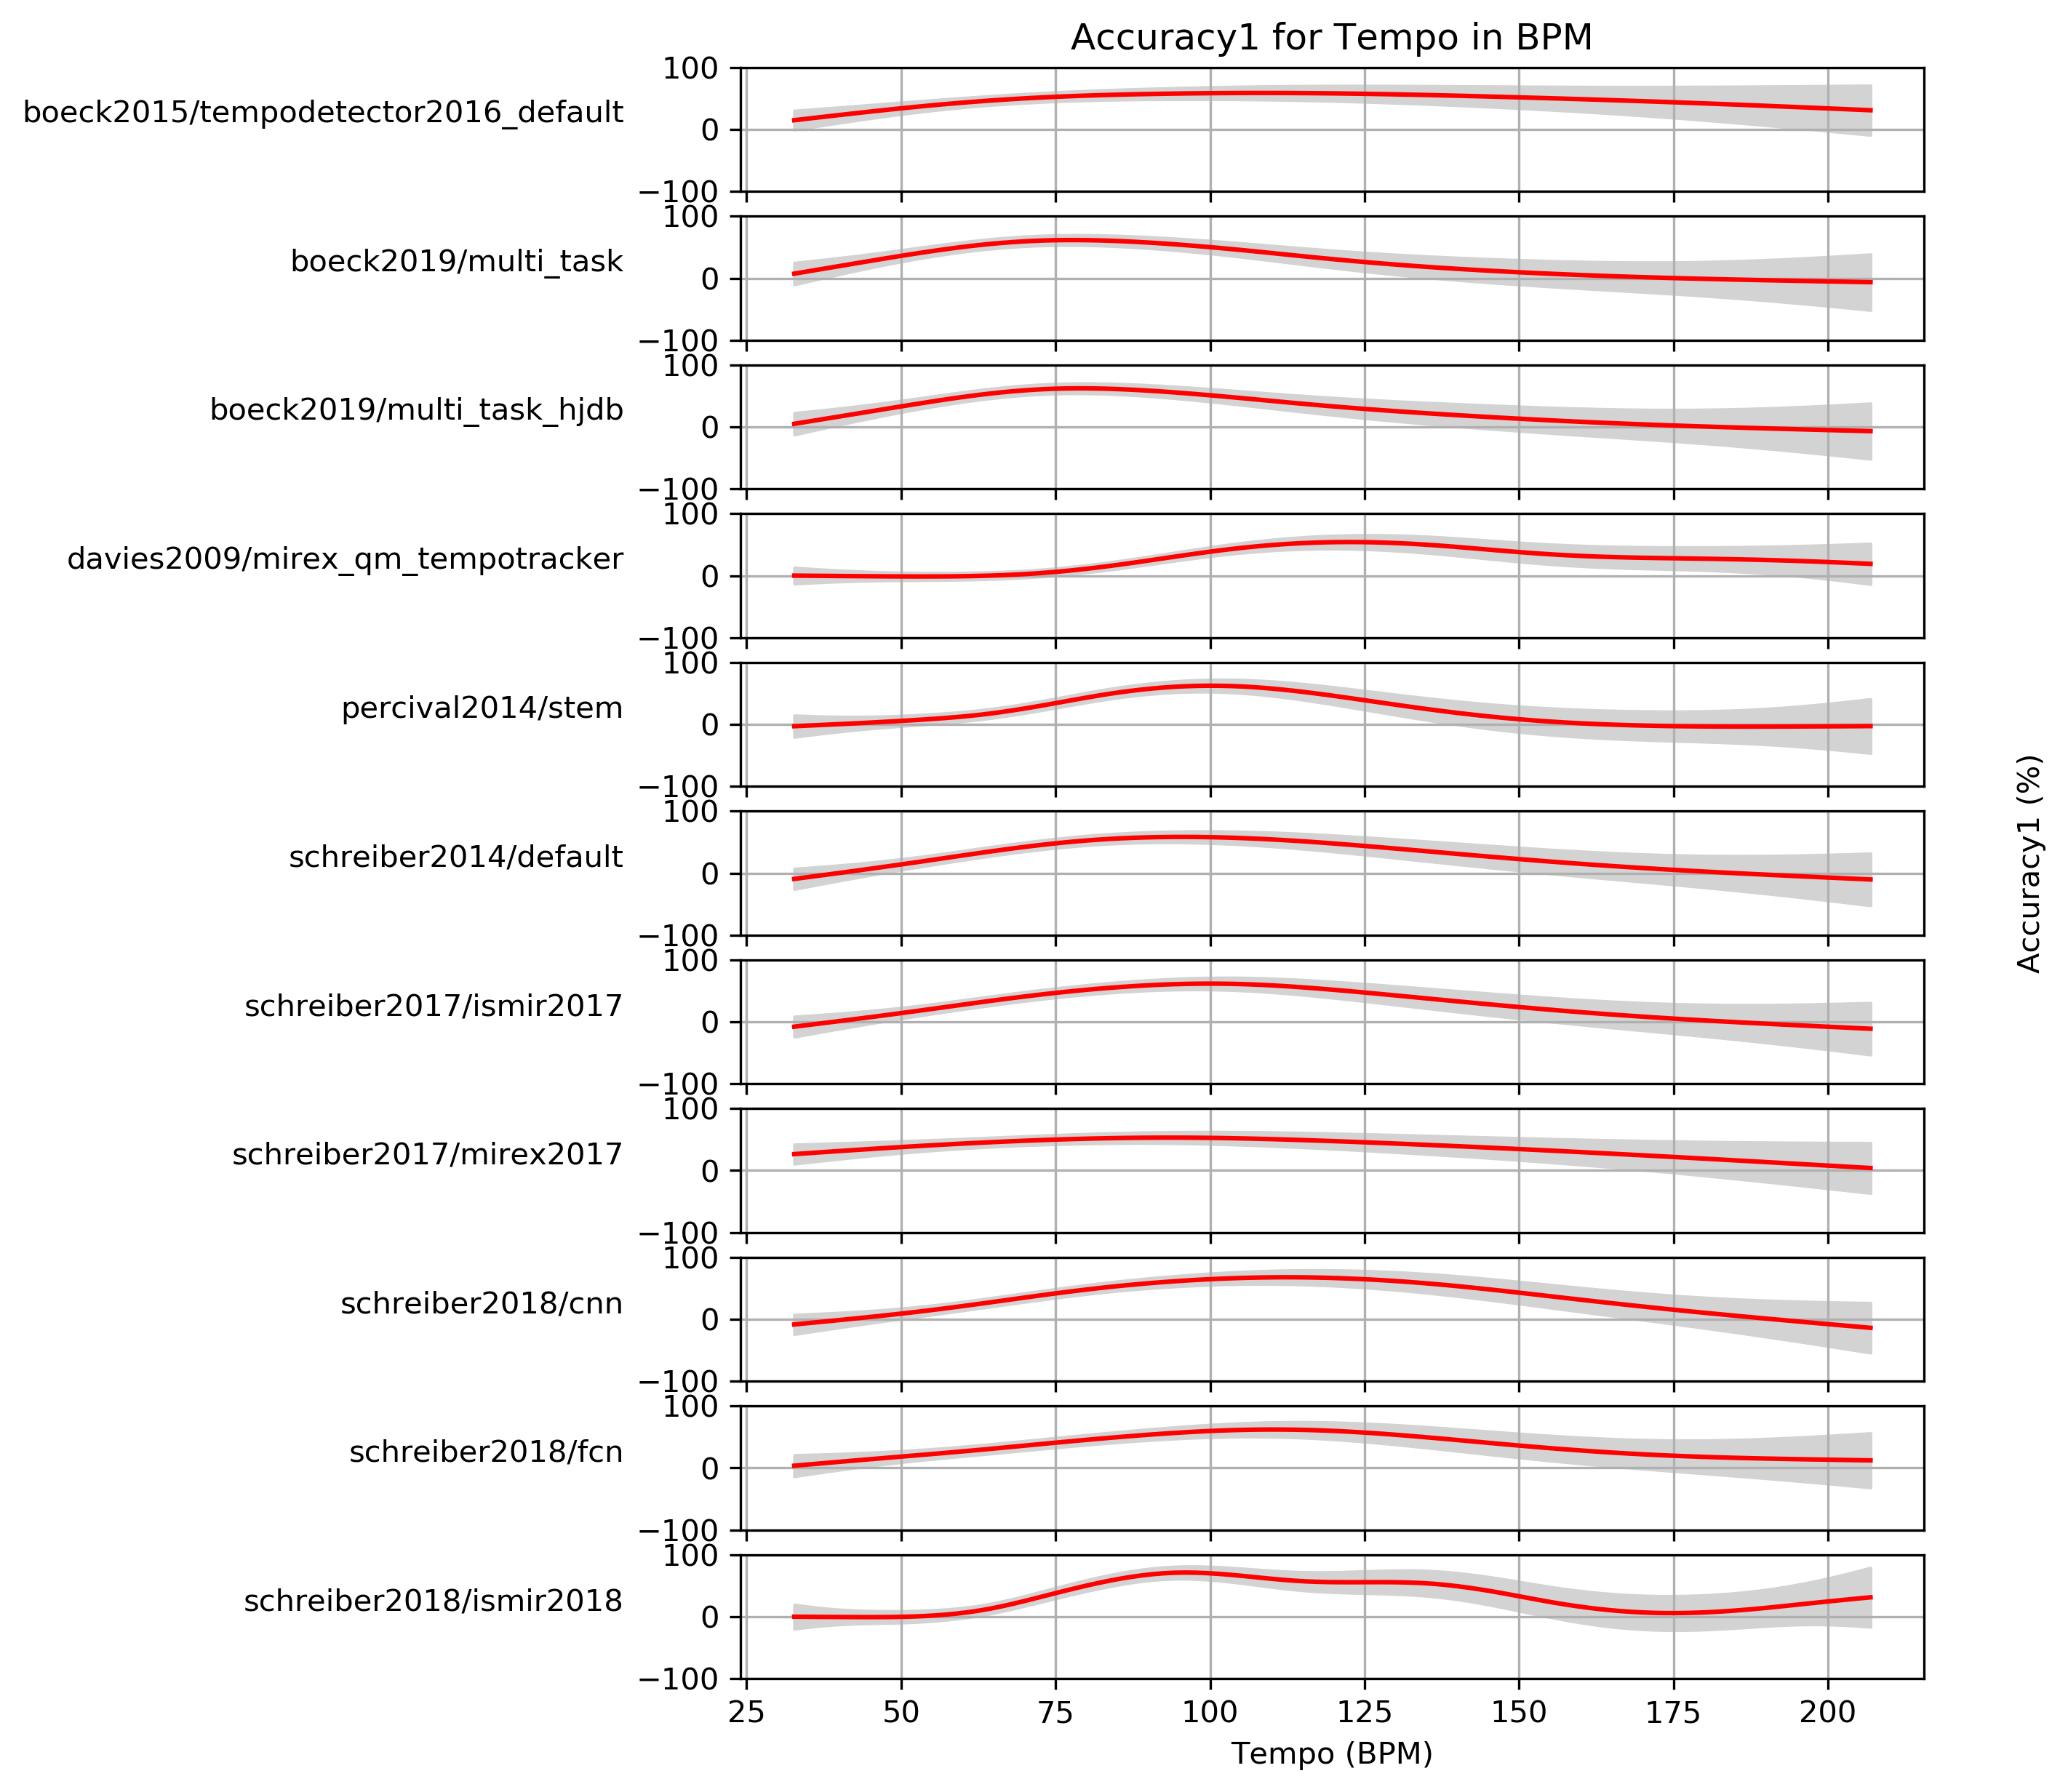 Accuracy1 for Tempo in BPM
boeck2015/tempodetector2016_default
100
0
−100
boeck2019/multi_task
100
0
−100
boeck2019/multi_task_hjdb
100
0
−100
davies2009/mirex_qm_tempotracker
100
0
−100
percival2014/stem
100
0
−100
schreiber2014/default
100
0
−100
schreiber2017/ismir2017
100
0
−100
schreiber2017/mirex2017
100
0
−100
schreiber2018/cnn
100
0
−100
schreiber2018/fcn
100
0
−100
schreiber2018/ismir2018
100
0
−100
25 50 75 100 125 150 175 200
Tempo (BPM)
Accuracy1 (%)